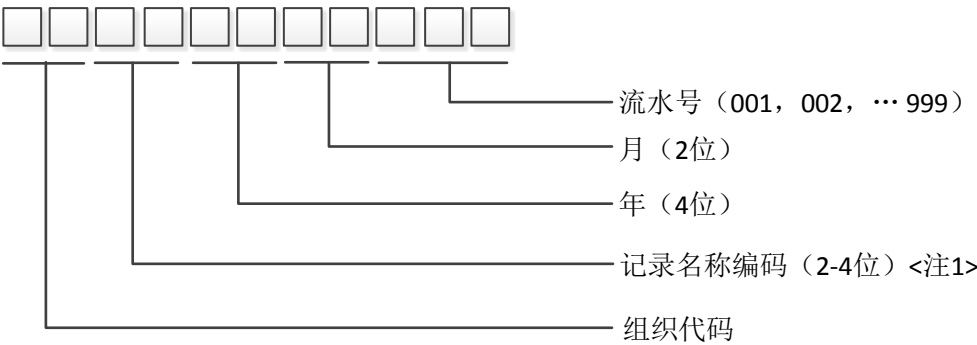 流水号（001，002，… 999）
月（2位）
年（4位）
记录名称编码（2-4位）<注1>
组织代码